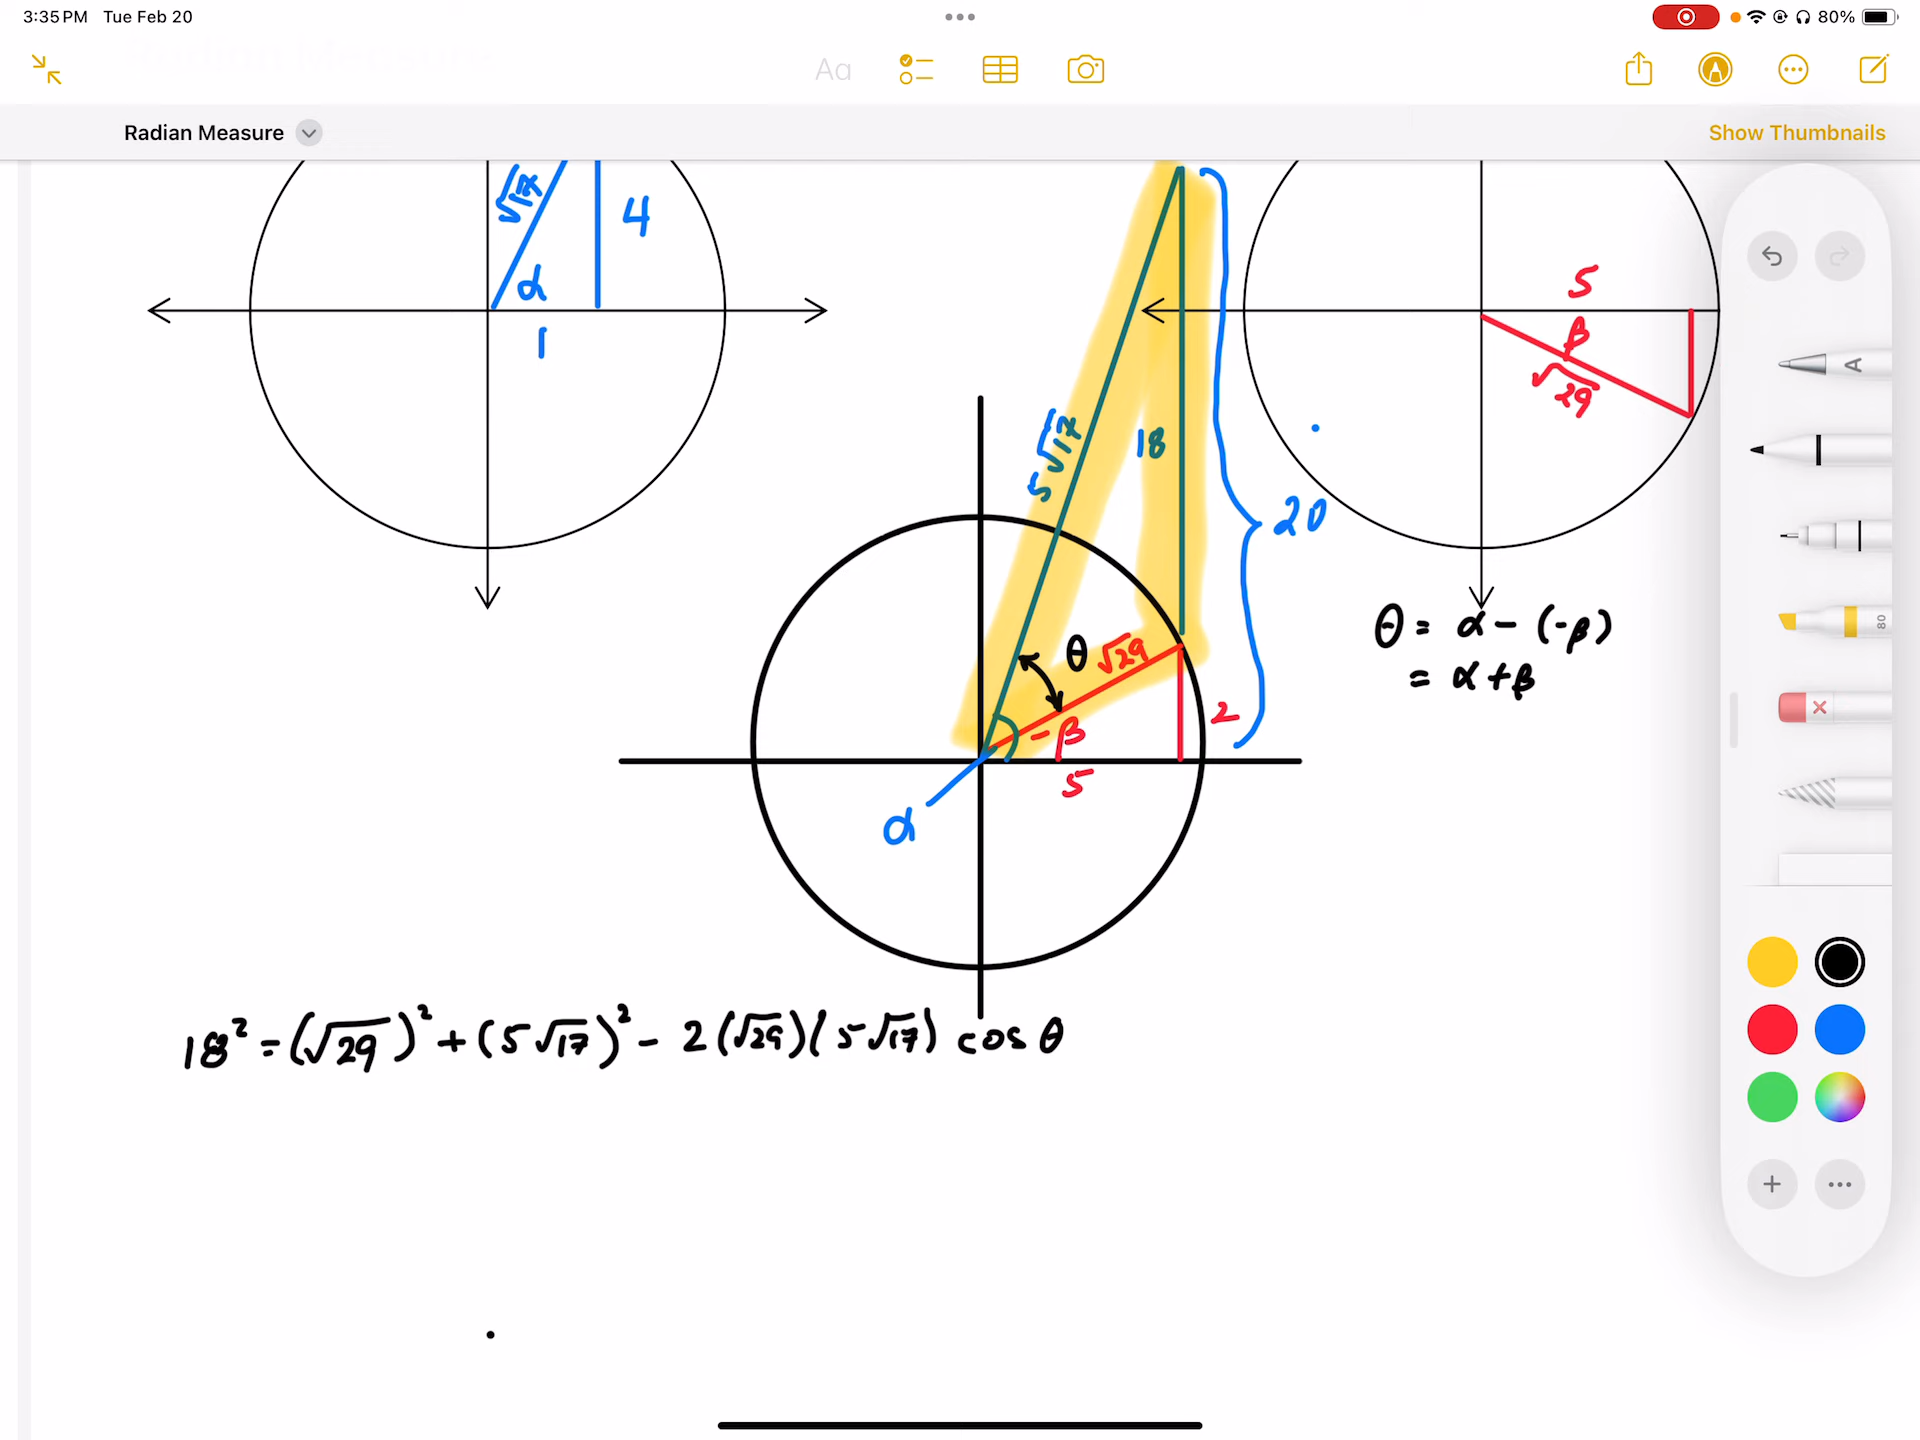 3:35 PM Tue Feb 20
80%
Aa
Radian Measure
Show Thumbnails
√17
4
α
1
5
β
√29
5√17
18
20
θ
√29
-β
2
5
α
θ = α - (-β)
= α + β
18² = (√29)² + (5√17)² - 2(√29)(5√17) cos θ
A
80